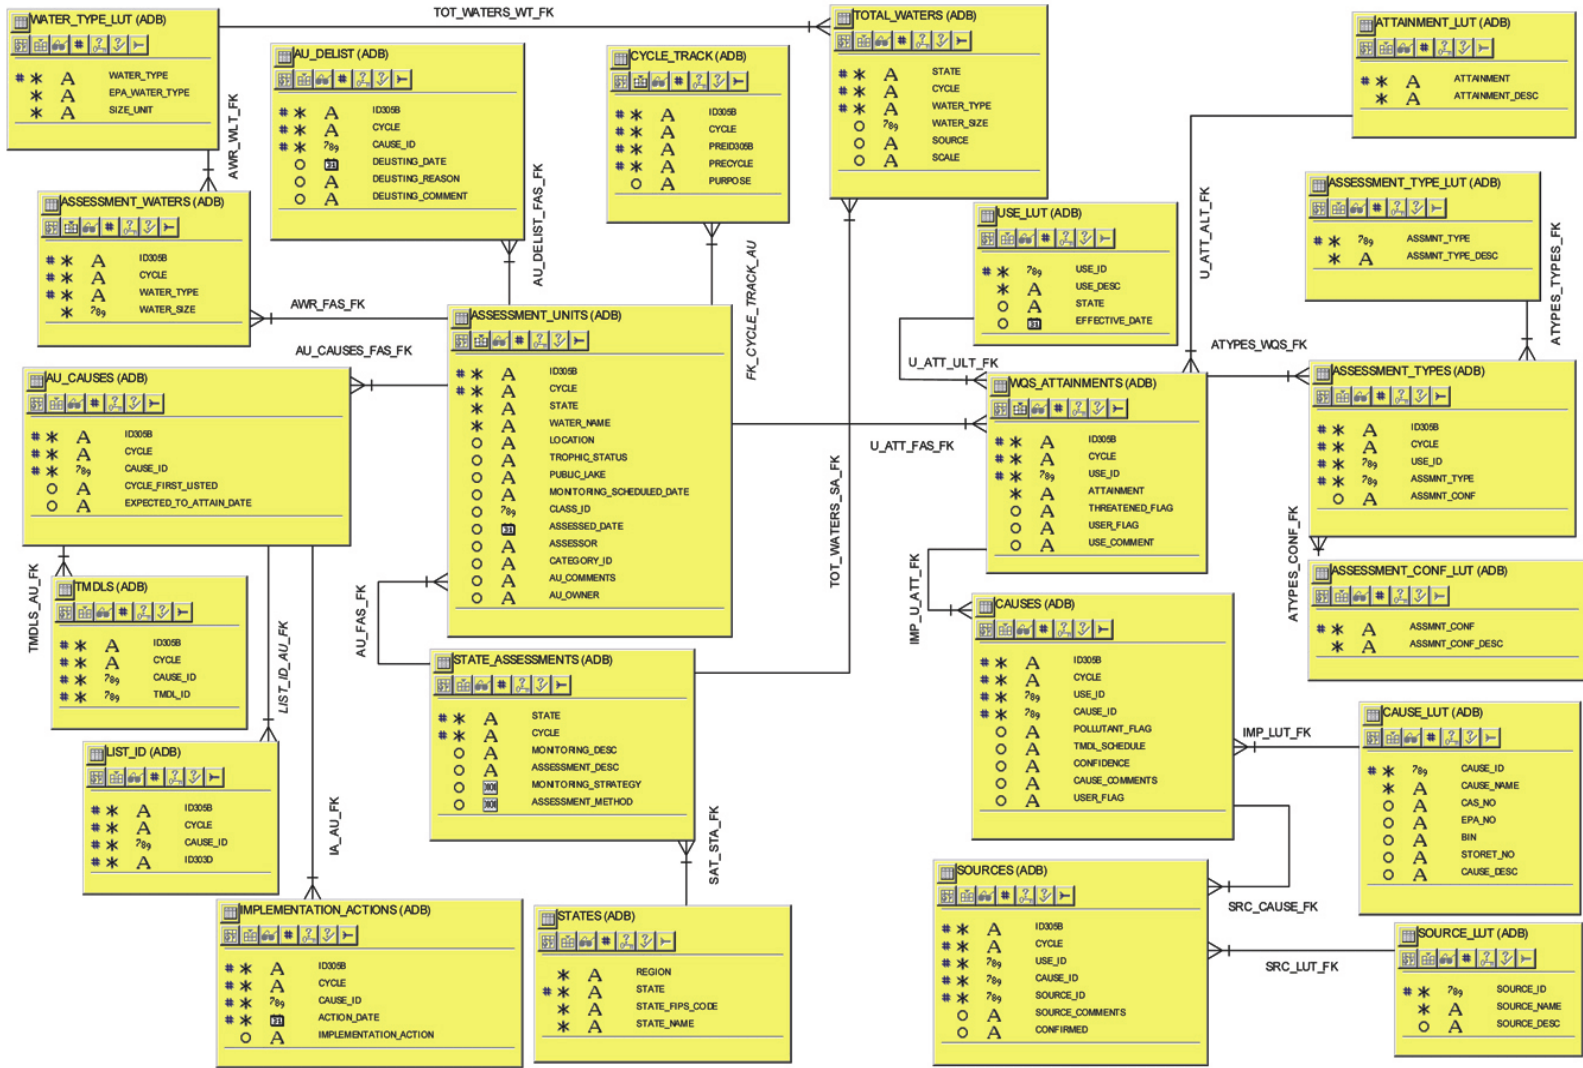 WATER_TYPE_LUT (ADB)
WATER_TYPE
EPA_WATER_TYPE
SIZE_UNIT
TOT_WATERS_WT_FK
AU_DELIST (ADB)
ID305B
CYCLE
CAUSE_ID
DELISTING_DATE
DELISTING_REASON
DELISTING_COMMENT
CYCLE_TRACK (ADB)
ID305B
CYCLE
PREID305B
PRECYCLE
PURPOSE
TOTAL_WATERS (ADB)
STATE
CYCLE
WATER_TYPE
WATER_SIZE
SOURCE
SCALE
ATTAINMENT_LUT (ADB)
ATTAINMENT
ATTAINMENT_DESC
AWR_WLT_FK
ASSESSMENT_WATERS (ADB)
ID305B
CYCLE
WATER_TYPE
WATER_SIZE
AWR_FAS_FK
AU_DELIST_FAS_FK
FK_CYCLE_TRACK_AU
USE_LUT (ADB)
USE_ID
USE_DESC
STATE
EFFECTIVE_DATE
U_ATT_ALT_FK
ASSESSMENT_TYPE_LUT (ADB)
ASSMNT_TYPE
ASSMNT_TYPE_DESC
ATYPES_TYPES_FK
AU_CAUSES_FAS_FK
AU_CAUSES (ADB)
ID305B
CYCLE
CAUSE_ID
CYCLE_FIRST_LISTED
EXPECTED_TO_ATTAIN_DATE
ASSESSMENT_UNITS (ADB)
ID305B
CYCLE
STATE
WATER_NAME
LOCATION
TROPHIC_STATUS
PUBLIC_LAKE
MONITORING_SCHEDULED_DATE
CLASS_ID
ASSESSED_DATE
ASSESSOR
CATEGORY_ID
AU_COMMENTS
AU_OWNER
U_ATT_ULT_FK
U_ATT_FAS_FK
TOT_WATERS_SA_FK
WQS_ATTAINMENTS (ADB)
ID305B
CYCLE
USE_ID
ATTAINMENT
THREATENED_FLAG
USER_FLAG
USE_COMMENT
ATYPES_WQS_FK
ASSESSMENT_TYPES (ADB)
ID305B
CYCLE
USE_ID
ASSMNT_TYPE
ASSMNT_CONF
ATYPES_CONF_FK
ASSESSMENT_CONF_LUT (ADB)
ASSMNT_CONF
ASSMNT_CONF_DESC
TMDLS_AU_FK
TMDLS (ADB)
ID305B
CYCLE
CAUSE_ID
TMDL_ID
LIST_ID_AU_FK
IA_AU_FK
AU_FAS_FK
STATE_ASSESSMENTS (ADB)
STATE
CYCLE
MONITORING_DESC
ASSESSMENT_DESC
MONITORING_STRATEGY
ASSESSMENT_METHOD
IMP_U_ATT_FK
CAUSES (ADB)
ID305B
CYCLE
USE_ID
CAUSE_ID
POLLUTANT_FLAG
TMDL_SCHEDULE
CONFIDENCE
CAUSE_COMMENTS
USER_FLAG
IMP_LUT_FK
CAUSE_LUT (ADB)
CAUSE_ID
CAUSE_NAME
CAS_NO
EPA_NO
BIN
STORET_NO
CAUSE_DESC
LIST_ID (ADB)
ID305B
CYCLE
CAUSE_ID
ID303D
SAT_STA_FK
IMPLEMENTATION_ACTIONS (ADB)
ID305B
CYCLE
CAUSE_ID
ACTION_DATE
IMPLEMENTATION_ACTION
STATES (ADB)
REGION
STATE
STATE_FIPS_CODE
STATE_NAME
SOURCES (ADB)
ID305B
CYCLE
USE_ID
CAUSE_ID
SOURCE_ID
SOURCE_COMMENTS
CONFIRMED
SRC_CAUSE_FK
SRC_LUT_FK
SOURCE_LUT (ADB)
SOURCE_ID
SOURCE_NAME
SOURCE_DESC